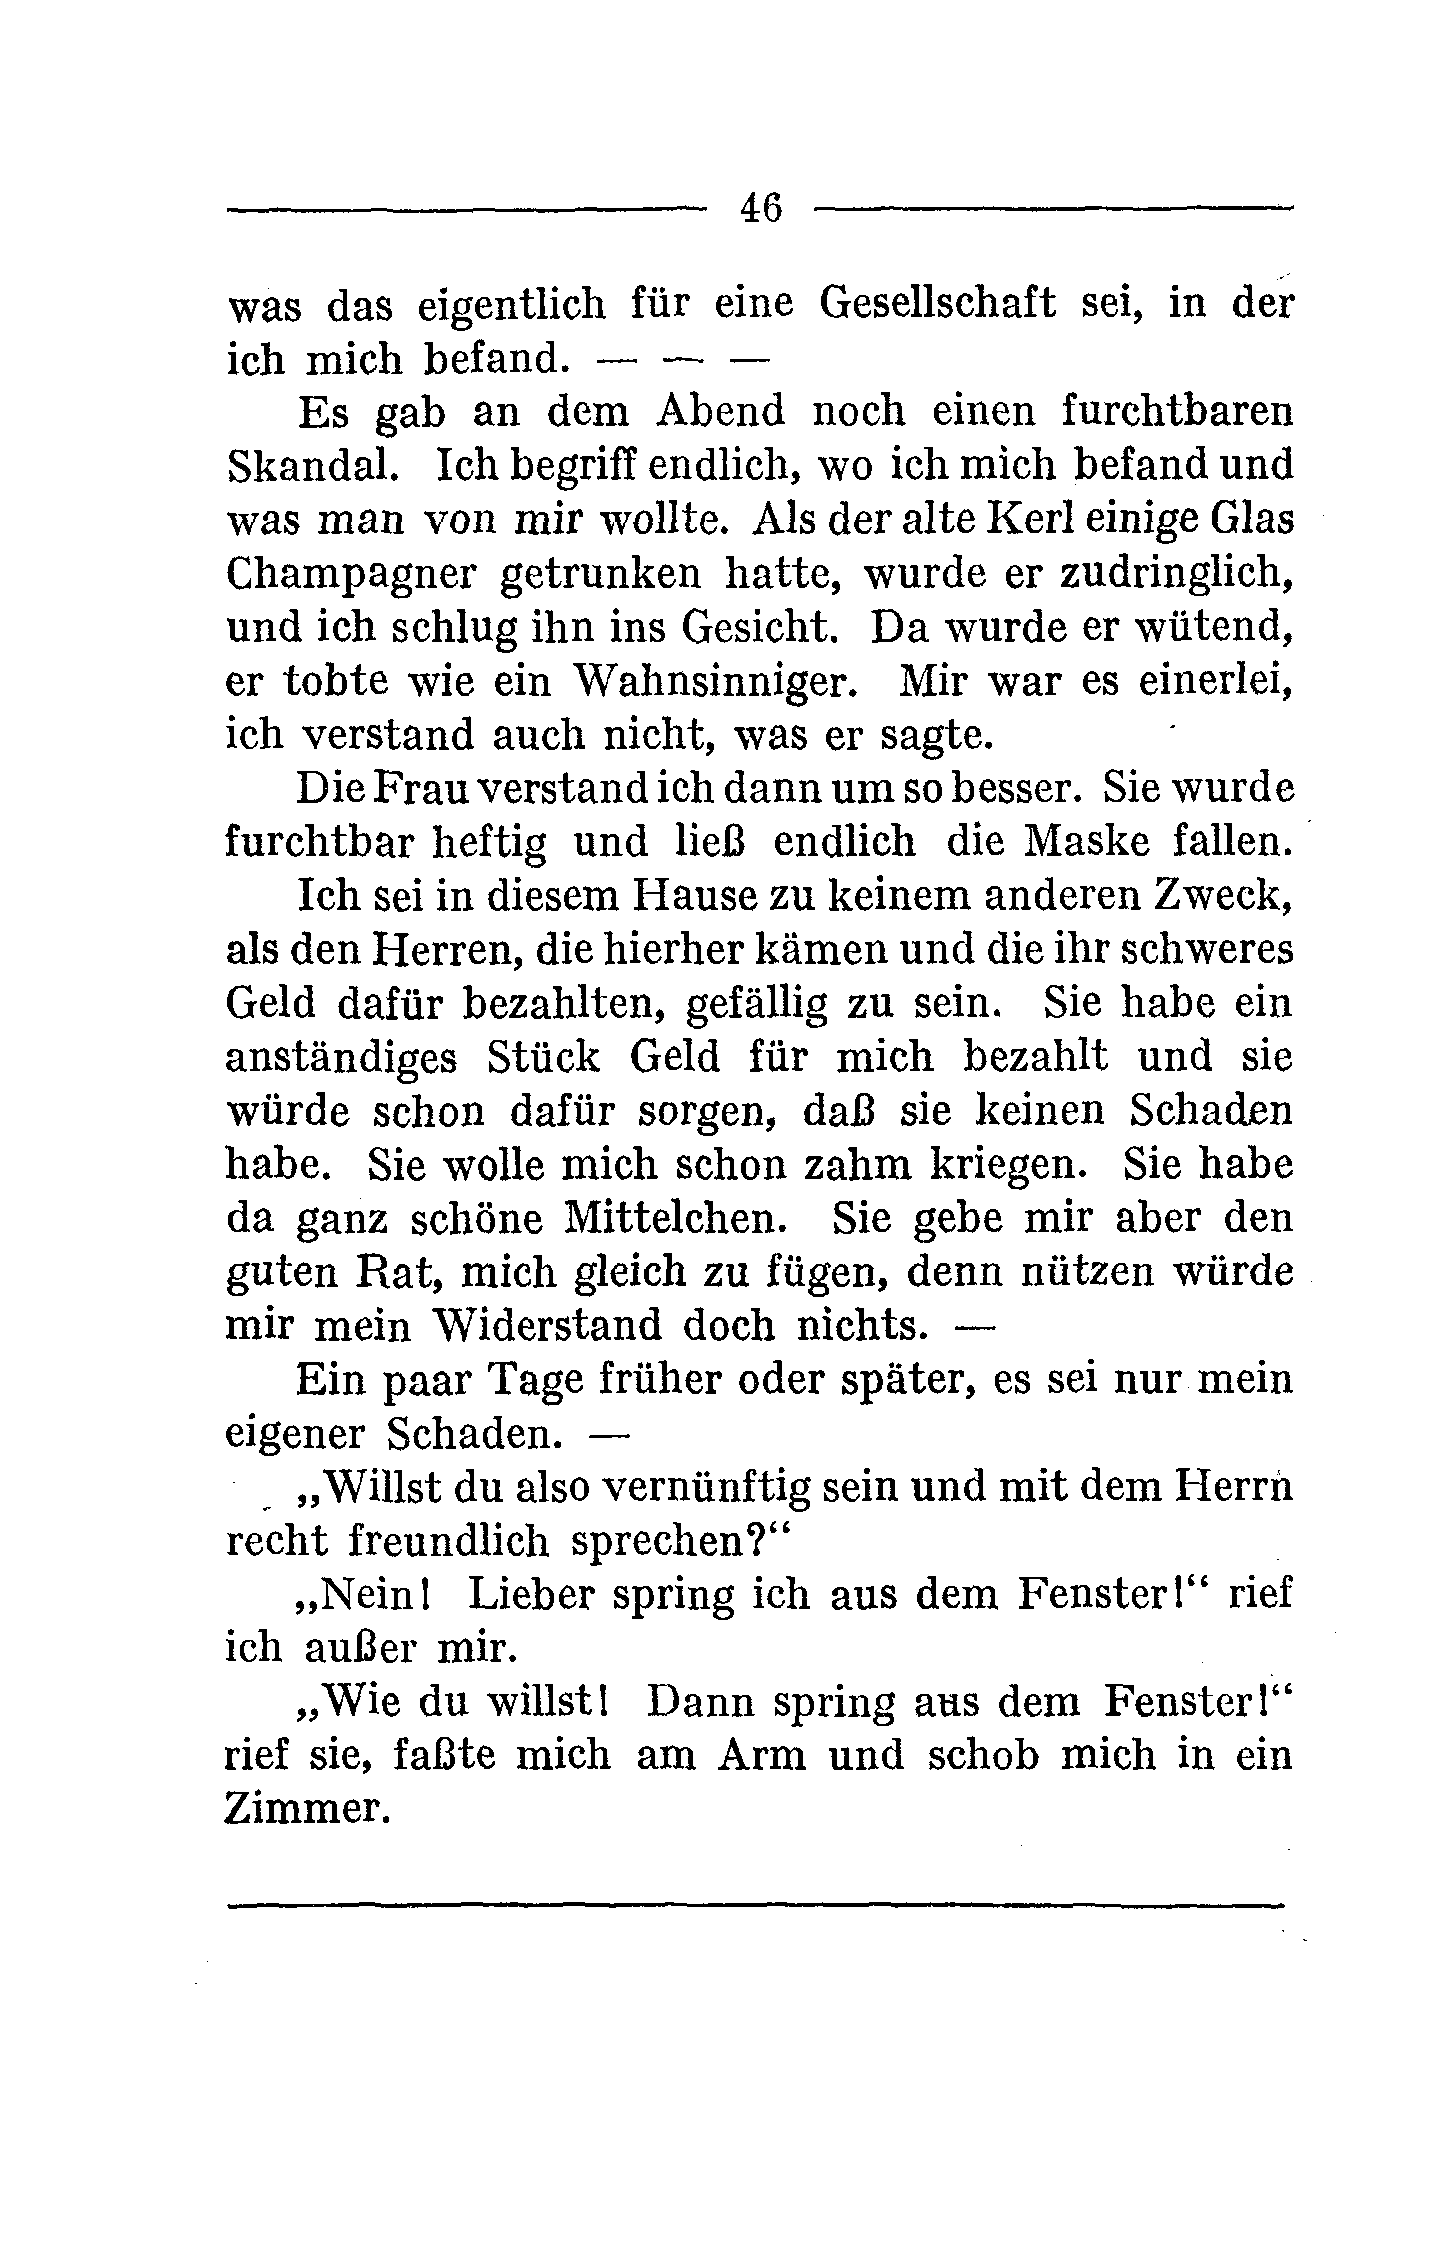 46
was das eigentlich für eine Gesellschaft sei, in der
ich mich befand. — — —
Es gab an dem Abend noch einen furchtbaren
Skandal. Ich begriff endlich, wo ich mich befand und
was man von mir wollte. Als der alte Kerl einige Glas
Champagner getrunken hatte, wurde er zudringlich,
und ich schlug ihn ins Gesicht. Da wurde er wütend,
er tobte wie ein Wahnsinniger. Mir war es einerlei,
ich verstand auch nicht, was er sagte.
Die Frau verstand ich dann um so besser. Sie wurde
furchtbar heftig und ließ endlich die Maske fallen.
Ich sei in diesem Hause zu keinem anderen Zweck,
als den Herren, die hierher kämen und die ihr schweres
Geld dafür bezahlten, gefällig zu sein. Sie habe ein
anständiges Stück Geld für mich bezahlt und sie
würde schon dafür sorgen, daß sie keinen Schaden
habe. Sie wolle mich schon zahm kriegen. Sie habe
da ganz schöne Mittelchen. Sie gebe mir aber den
guten Rat, mich gleich zu fügen, denn nützen würde
mir mein Widerstand doch nichts. —
Ein paar Tage früher oder später, es sei nur mein
eigener Schaden. —
„Willst du also vernünftig sein und mit dem Herrn
recht freundlich sprechen?“
„Nein! Lieber spring ich aus dem Fenster!“ rief
ich außer mir.
„Wie du willst! Dann spring aus dem Fenster!“
rief sie, faßte mich am Arm und schob mich in ein
Zimmer.